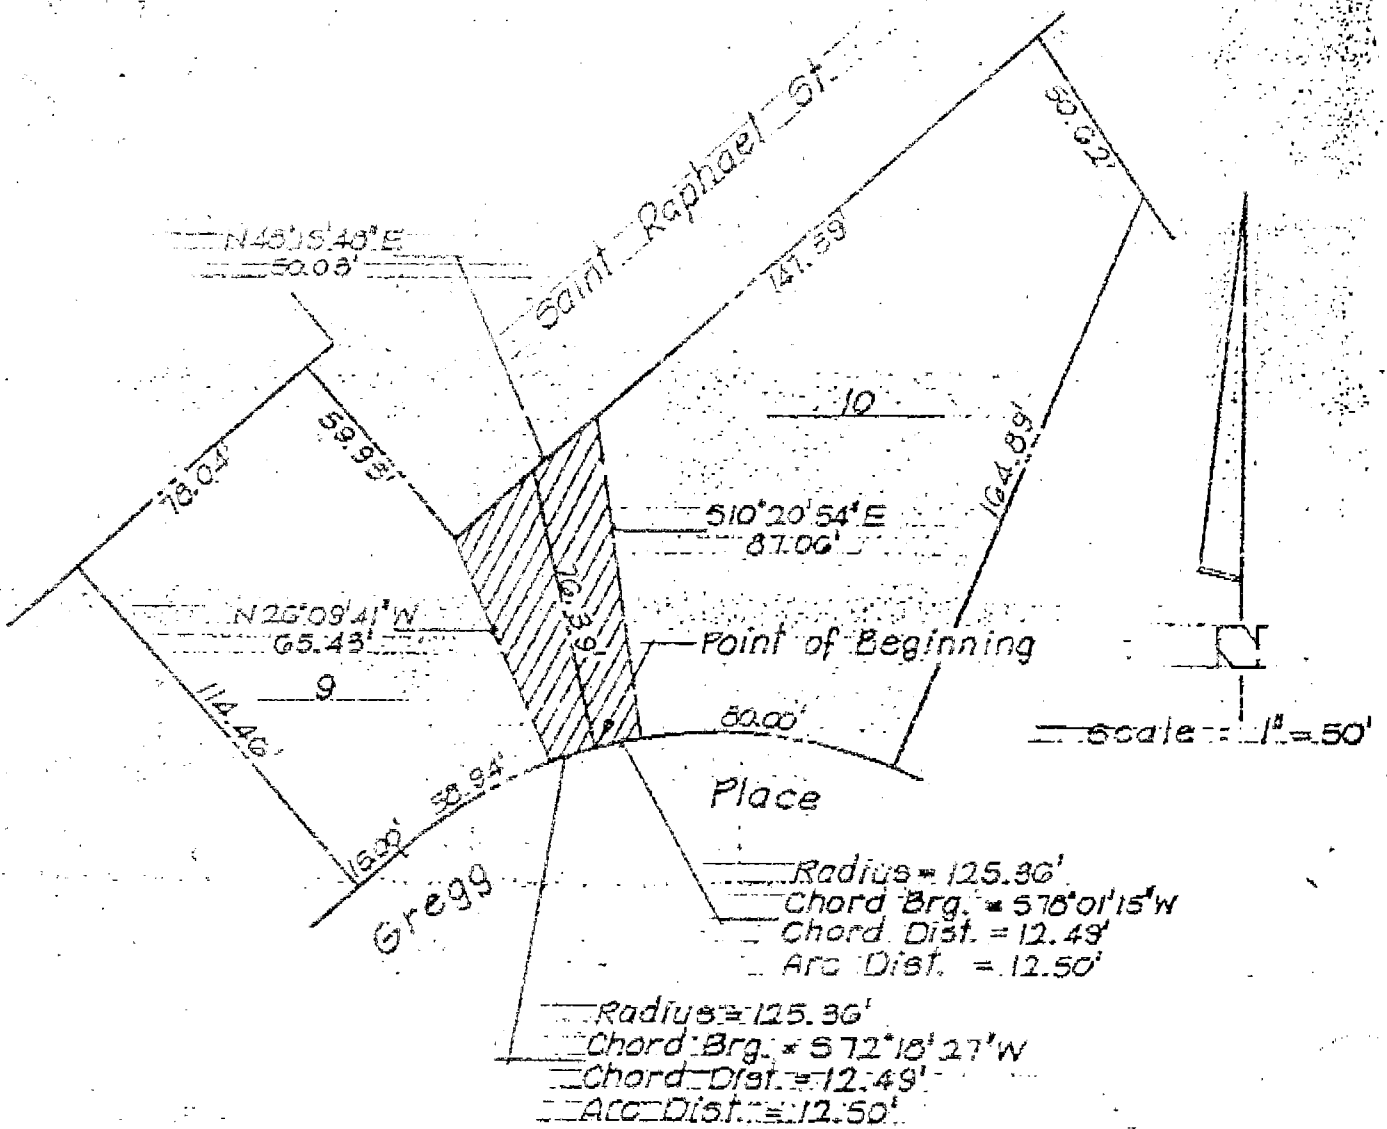 Saint Raphael St.
50.62'
N48°15'48"E
50.03'
147.59'
59.95'
10
78.04'
164.89'
S10°20'54"E
87.06'
76.39'
N26°09'41"W
65.43'
Point of Beginning
9
114.46'
80.00'
Scale = 1" = 50'
58.94'
Place
15.00'
Gregg
Radius = 125.36'
Chord Brg. = S78°01'15"W
Chord Dist. = 12.49'
Arc Dist. = 12.50'
Radius = 125.36'
Chord Brg. = S72°18'27"W
Chord Dist. = 12.49'
Arc Dist. = 12.50'